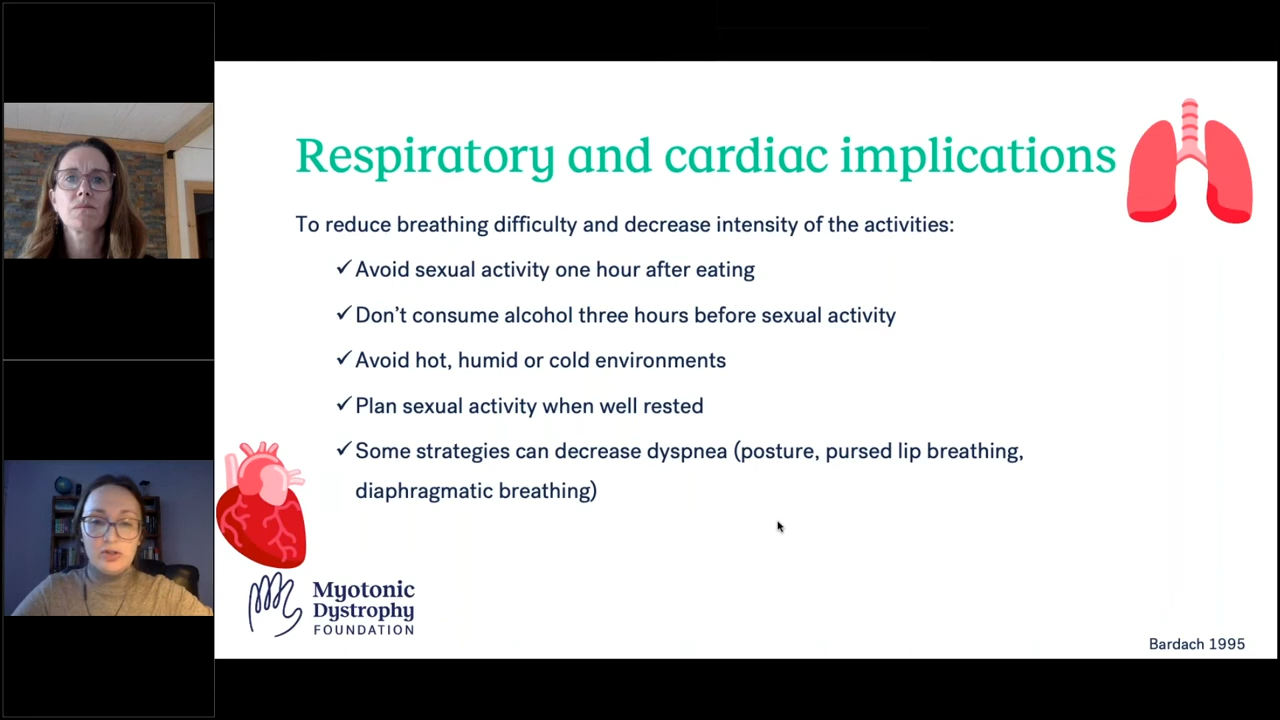 Respiratory and cardiac implications
To reduce breathing difficulty and decrease intensity of the activities:
✓Avoid sexual activity one hour after eating
✓Don’t consume alcohol three hours before sexual activity
✓Avoid hot, humid or cold environments
✓Plan sexual activity when well rested
✓Some strategies can decrease dyspnea (posture, pursed lip breathing,
diaphragmatic breathing)
Myotonic
Dystrophy
FOUNDATION
Bardach 1995